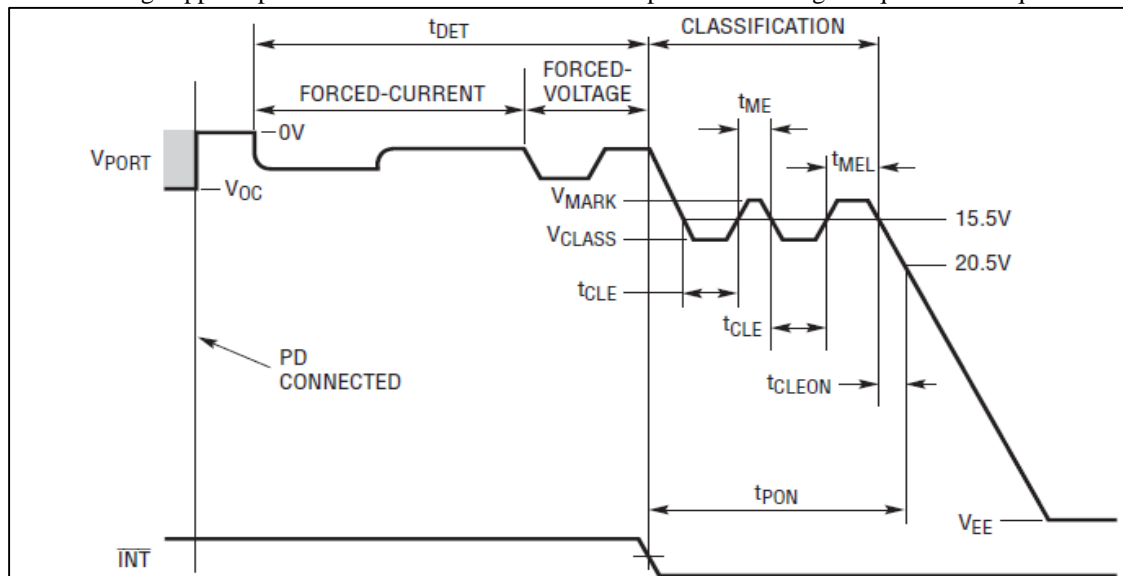 tDET
CLASSIFICATION
FORCED-CURRENT
FORCED-
VOLTAGE
tME
0V
VPORT
VOC
tMEL
VMARK
15.5V
VCLASS
20.5V
tCLE
tCLE
PD
CONNECTED
tCLEON
tPON
VEE
INT